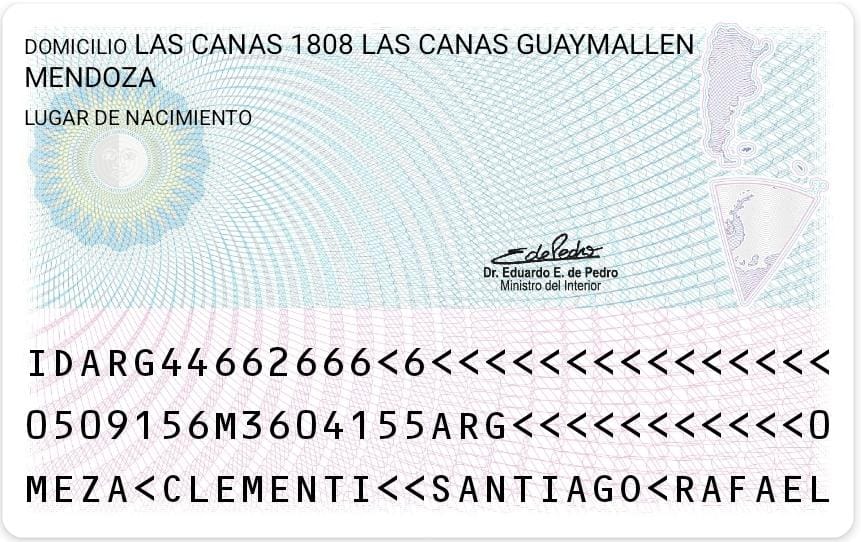 DOMICILIO LAS CANAS 1808 LAS CANAS GUAYMALLEN
MENDOZA
LUGAR DE NACIMIENTO
Dr. Eduardo E. de Pedro
Ministro del Interior
IDARG44662666<6<<<<<<<<<<<<<<<
0509156M3604155ARG<<<<<<<<<<<0
MEZA<CLEMENTI<<SANTIAGO<RAFAEL